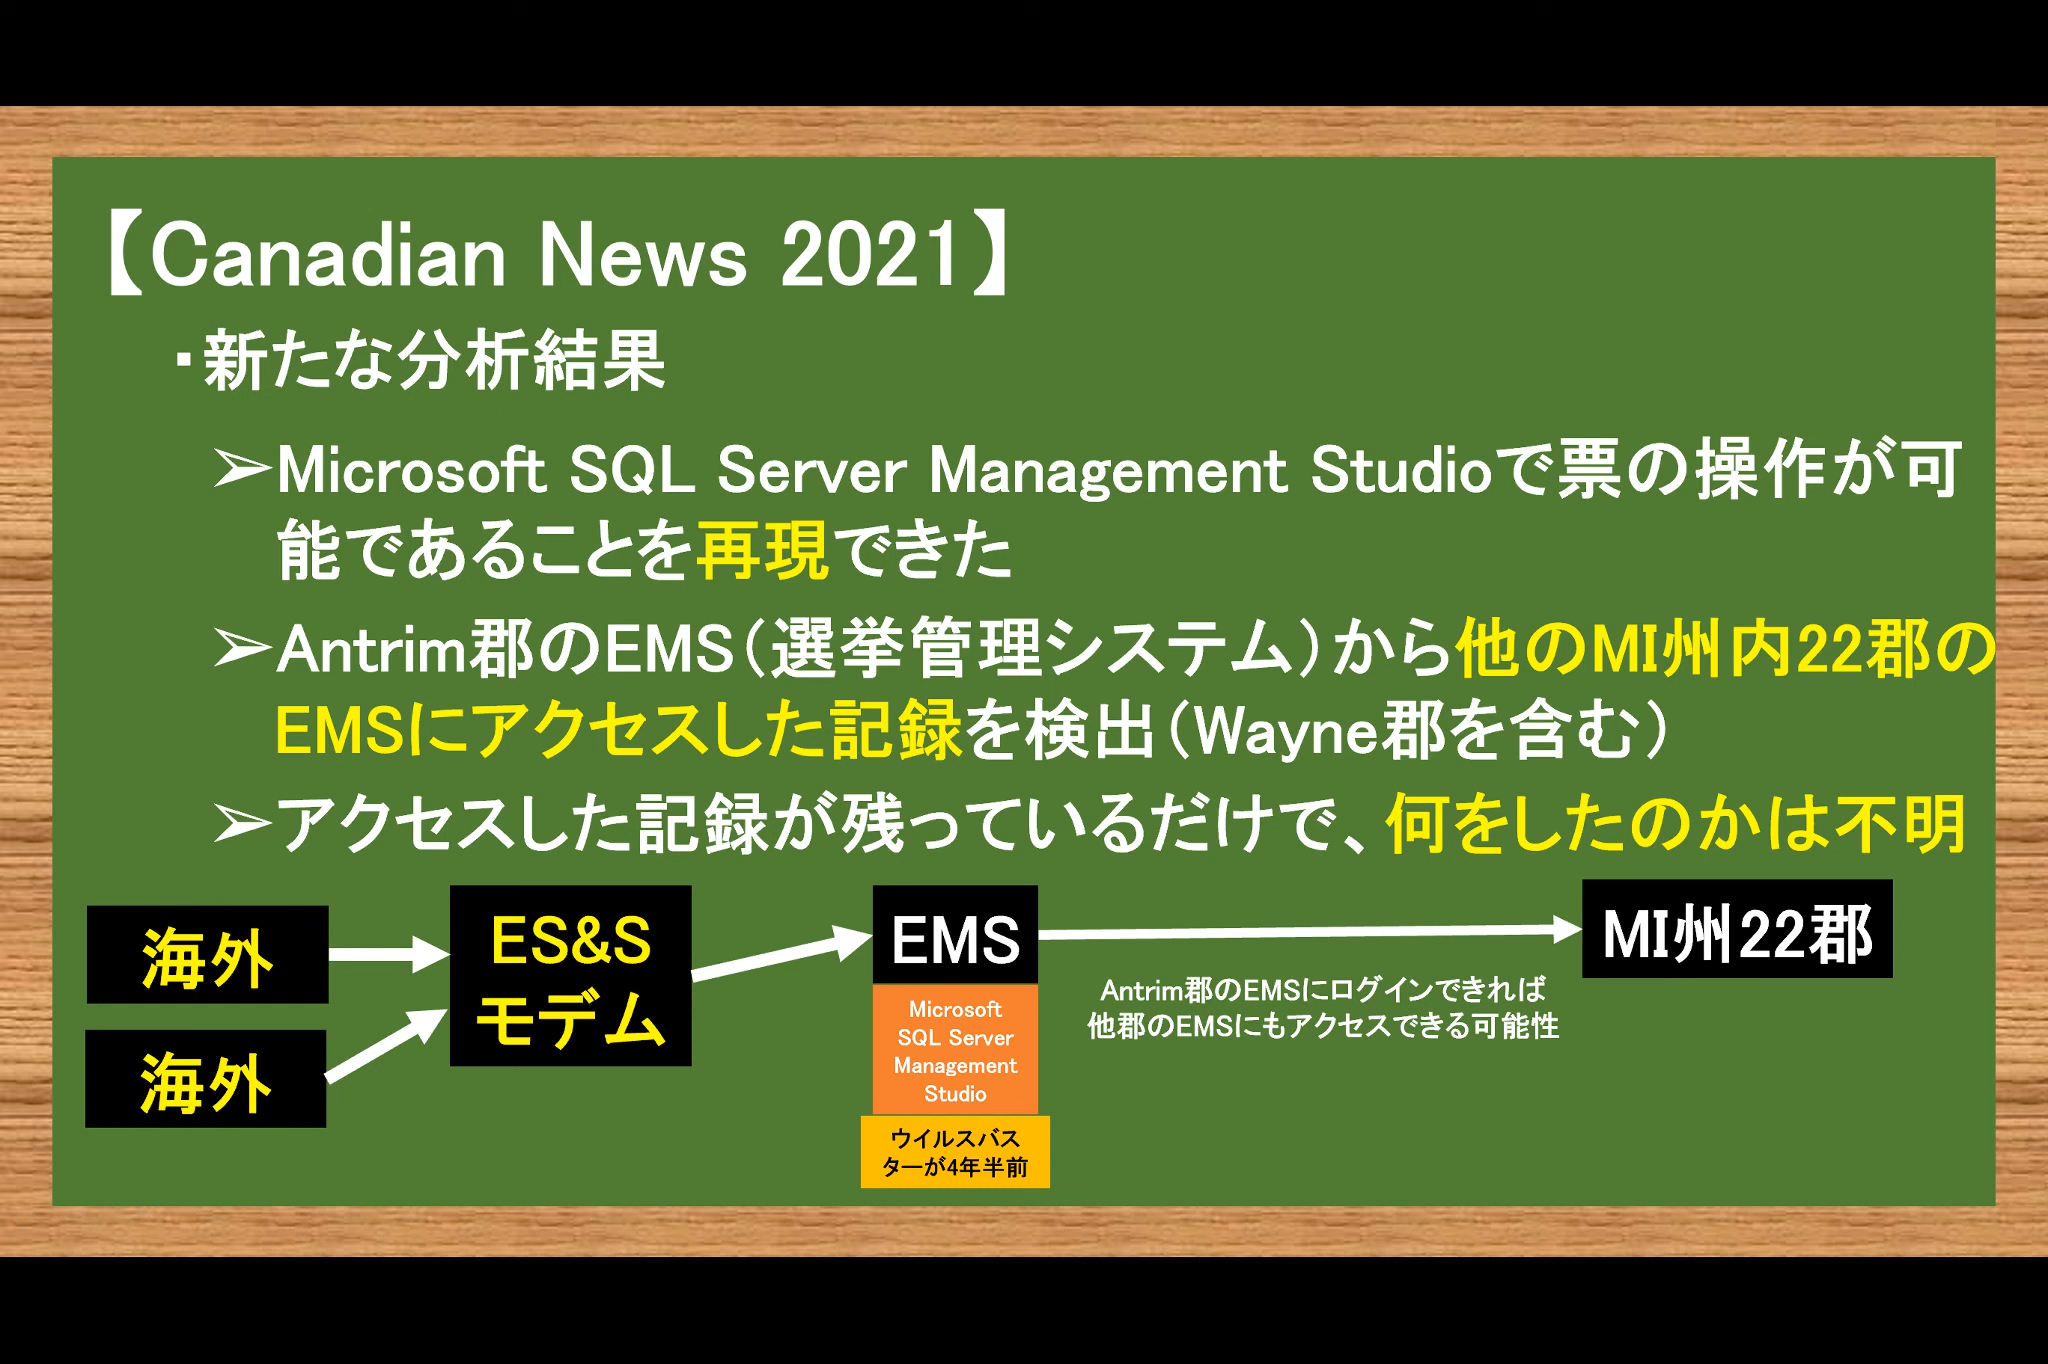 【Canadian News 2021】
・新たな分析結果
➢Microsoft SQL Server Management Studioで票の操作が可
能であることを再現できた
➢Antrim郡のEMS（選挙管理システム）から他のMI州内22郡の
EMSにアクセスした記録を検出（Wayne郡を含む）
➢アクセスした記録が残っているだけで、何をしたのかは不明
海外
海外
ES&S
モデム
EMS
Microsoft
SQL Server
Management
Studio
ウイルスバス
ターが4年半前
Antrim郡のEMSにログインできれば
他郡のEMSにもアクセスできる可能性
MI州22郡